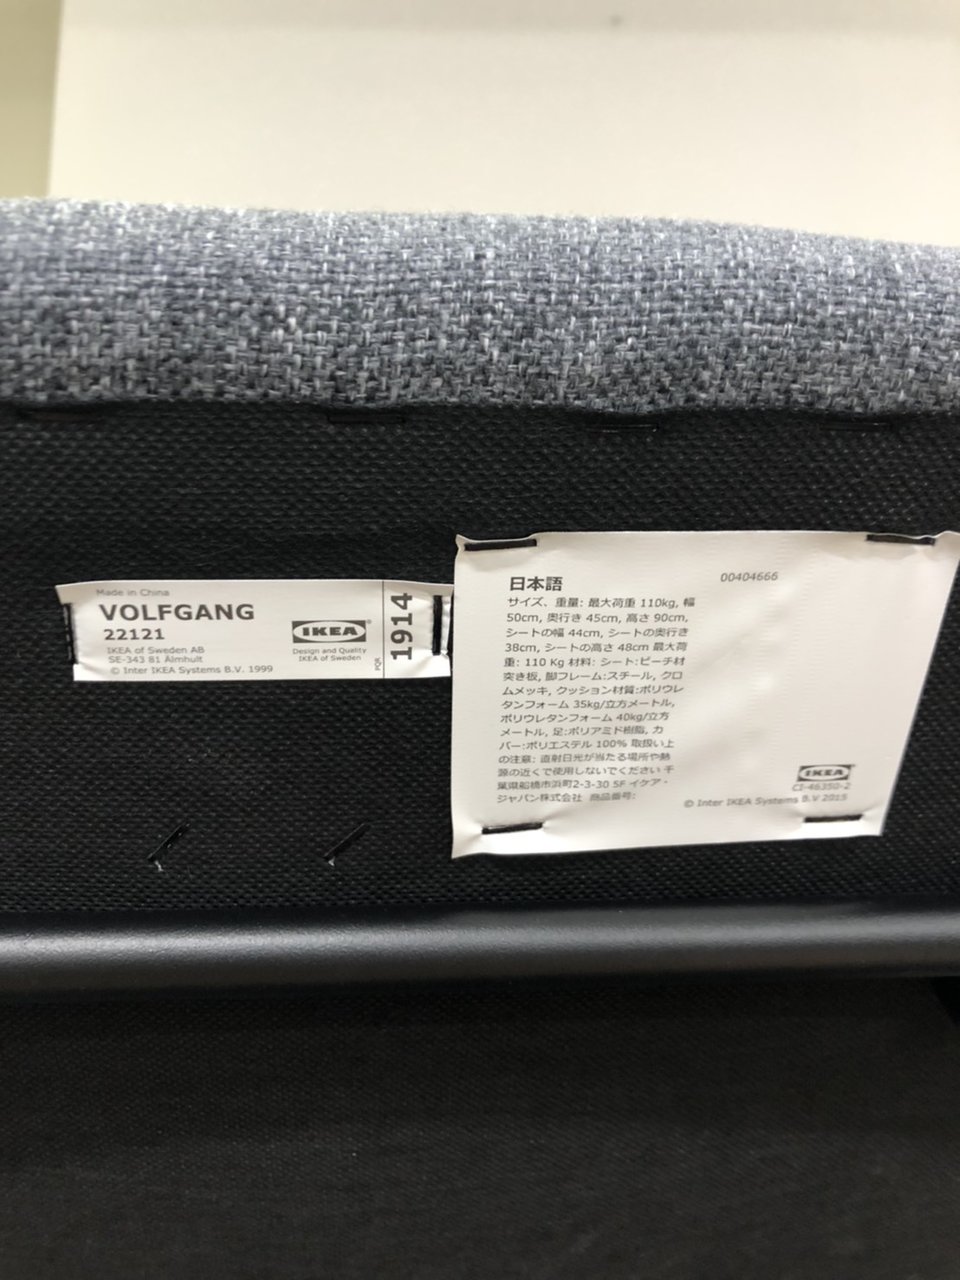 Made in China
VOLFGANG
22121
IKEA of Sweden AB
SE-343 81 Älmhult
© Inter IKEA Systems B.V. 1999
IKEA®
Design and Quality
IKEA of Sweden
PQR
1914
日本語
00404666
サイズ、重量: 最大荷重 110kg, 幅
50cm, 奥行き 45cm, 高さ 90cm,
シートの幅 44cm, シートの奥行き
38cm, シートの高さ 48cm 最大荷
重: 110 Kg 材料: シート:ビーチ材
突き板, 脚フレーム:スチール, クロ
ムメッキ, クッション材質:ポリウレ
タンフォーム 35kg/立方メートル,
ポリウレタンフォーム 40kg/立方
メートル, 足:ポリアミド樹脂, カ
バー:ポリエステル 100% 取扱い上
の注意: 直射日光が当たる場所や熱
源の近くで使用しないでください 千
葉県船橋市浜町2-3-30 5F イケア・
ジャパン株式会社 商品番号:
IKEA®
CI-46350-2
© Inter IKEA Systems B.V 2015